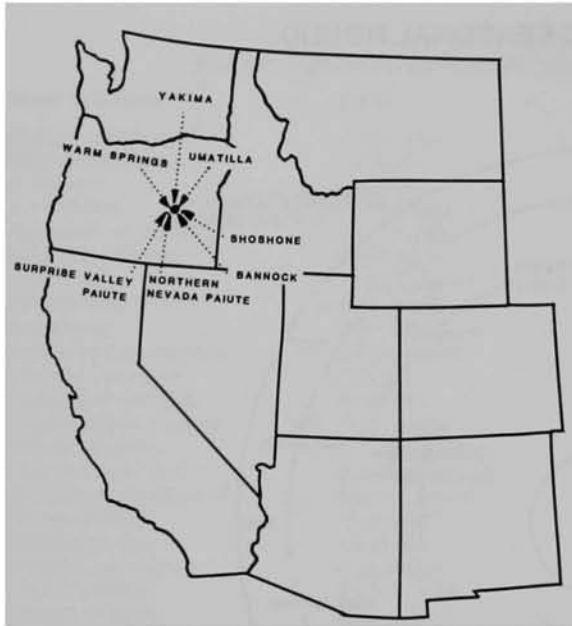 YAKIMA
WARM SPRINGS
UMATILLA
SHOSHONE
BANNOCK
SURPRISE VALLEY
PAIUTE
NORTHERN
NEVADA PAIUTE